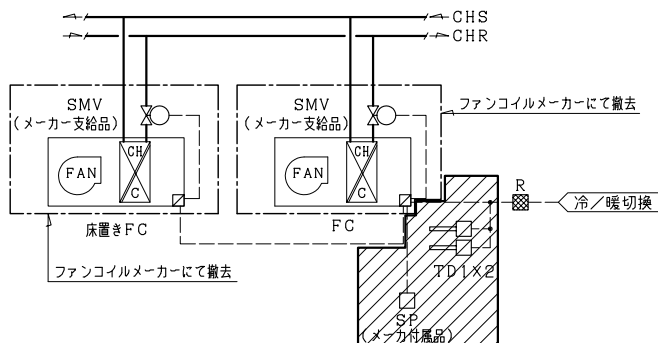 CHS
CHR
SMV
(メーカー支給品)
SMV
(メーカー支給品)
ファンコイルメーカーにて撤去
FAN
CH
C
FAN
CH
C
R
冷/暖切換
床置きFC
FC
ファンコイルメーカーにて撤去
TD1X2
SP
(メーカ付属品)